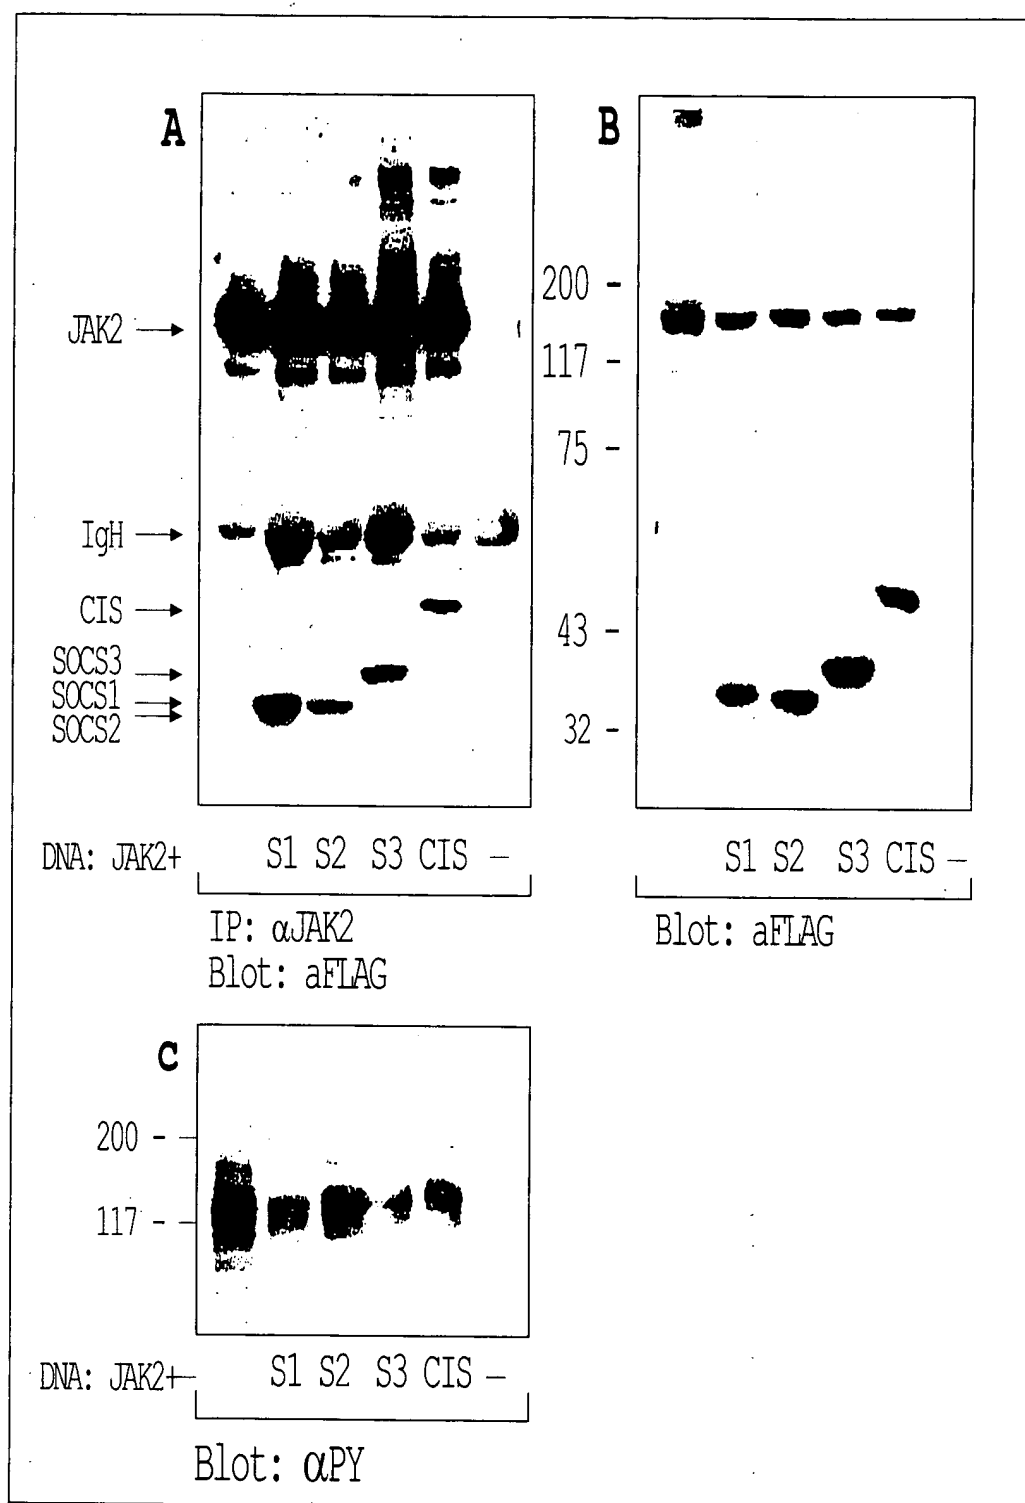 A
B
JAK2
IgH
CIS
SOCS3
SOCS1
SOCS2
200 -
117 -
75 -
43 -
32 -
DNA: JAK2+ S1 S2 S3 CIS –
S1 S2 S3 CIS –
IP: αJAK2
Blot: aFLAG
Blot: aFLAG
C
200 -
117 -
DNA: JAK2+ S1 S2 S3 CIS –
Blot: αPY